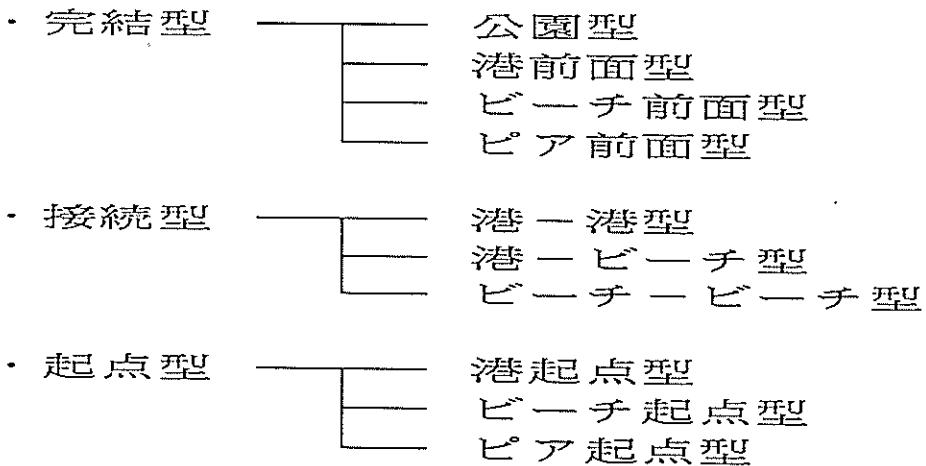 ・完結型 公園型
港前面型
ビーチ前面型
ピア前面型
・接続型 港－港型
港－ビーチ型
ビーチ－ビーチ型
・起点型 港起点型
ビーチ起点型
ピア起点型